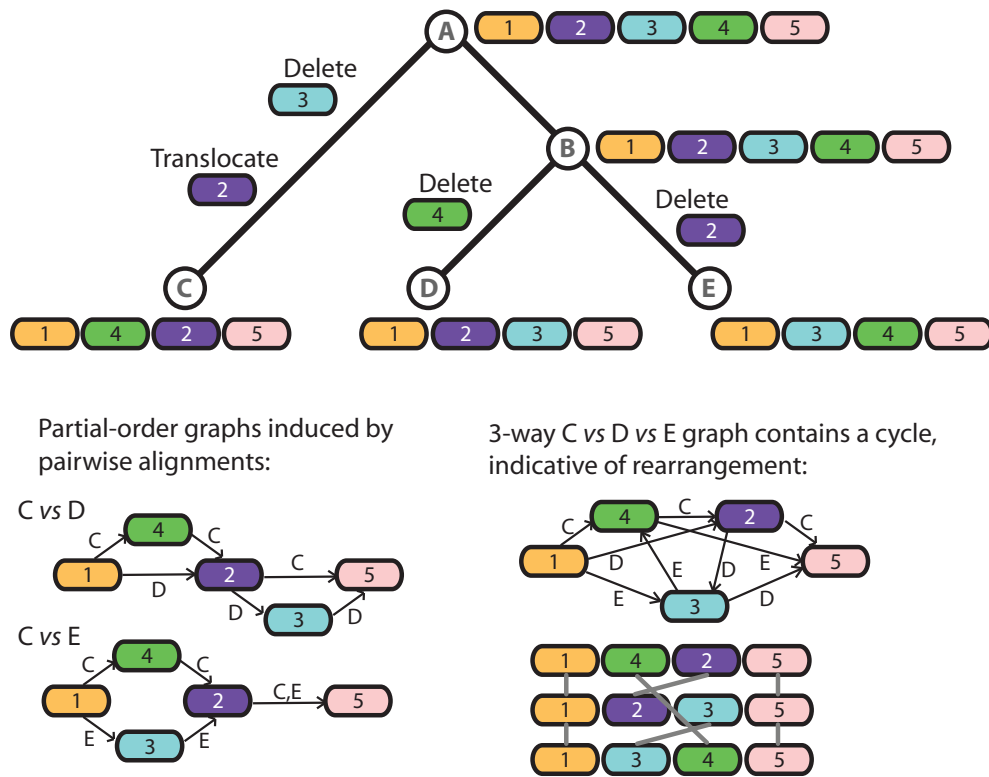 A 1 2 3 4 5
Delete
3
B 1 2 3 4 5
Translocate
2
Delete
4
Delete
2
C D E
1 4 2 5 1 2 3 5 1 3 4 5
Partial-order graphs induced by
pairwise alignments:
C vs D
4
C C
1 2 5
C
D
D D
3
C vs E
4
C C
1 2 5
C,E
E E
3
3-way C vs D vs E graph contains a cycle,
indicative of rearrangement:
4 C 2
C C
1 D E 5
E E D D
3
1 4 2 5
1 2 3 5
1 3 4 5